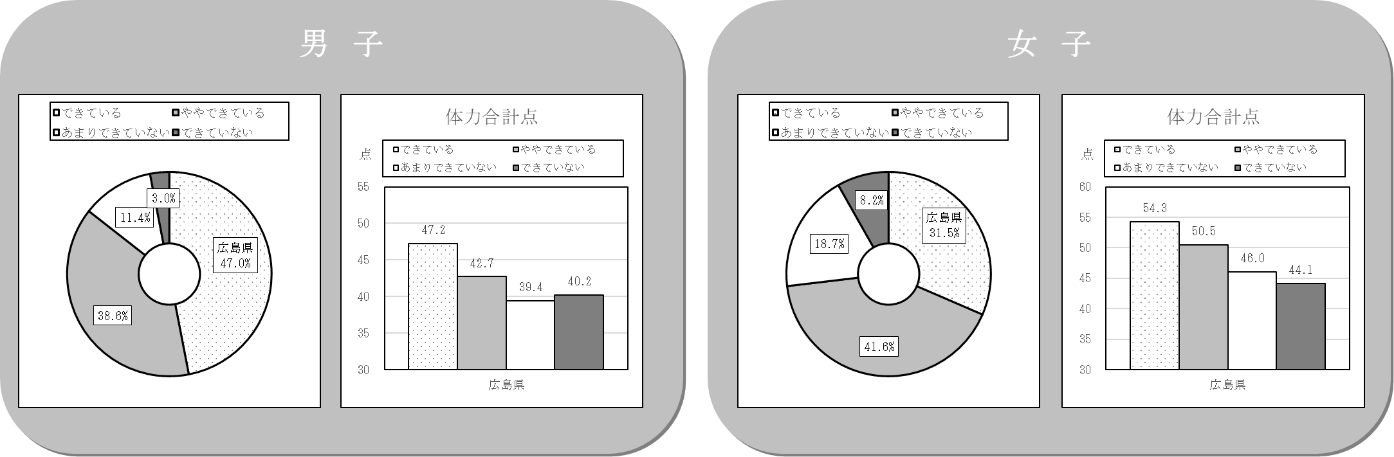 男 子
できている ややできている
あまりできていない できていない
3.0%
11.4%
広島県
47.0%
38.6%
体力合計点
点
できている ややできている
あまりできていない できていない
55
50
45
40
35
30
47.2
42.7
39.4
40.2
広島県
女 子
できている ややできている
あまりできていない できていない
8.2%
広島県
31.5%
18.7%
41.6%
体力合計点
点
できている ややできている
あまりできていない できていない
60
55
50
45
40
35
30
54.3
50.5
46.0
44.1
広島県